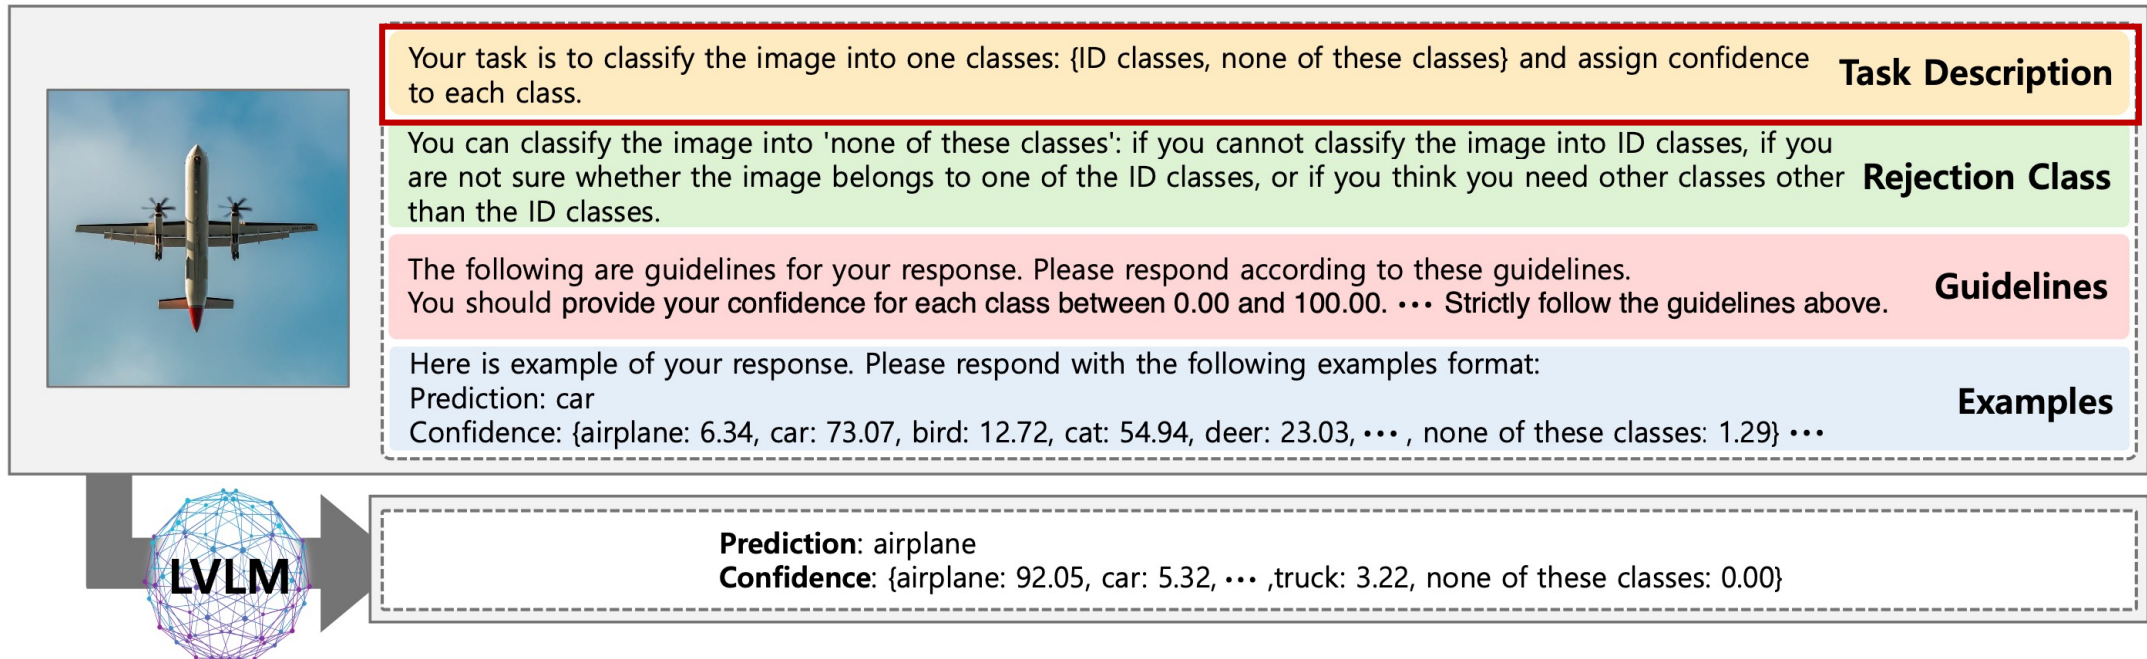 Your task is to classify the image into one classes: {ID classes, none of these classes} and assign confidence
to each class.
Task Description
You can classify the image into 'none of these classes': if you cannot classify the image into ID classes, if you
are not sure whether the image belongs to one of the ID classes, or if you think you need other classes other
than the ID classes.
Rejection Class
The following are guidelines for your response. Please respond according to these guidelines.
You should provide your confidence for each class between 0.00 and 100.00. ··· Strictly follow the guidelines above.
Guidelines
Here is example of your response. Please respond with the following examples format:
Prediction: car
Confidence: {airplane: 6.34, car: 73.07, bird: 12.72, cat: 54.94, deer: 23.03, ··· , none of these classes: 1.29} ···
Examples
LVLM
Prediction: airplane
Confidence: {airplane: 92.05, car: 5.32, ··· ,truck: 3.22, none of these classes: 0.00}